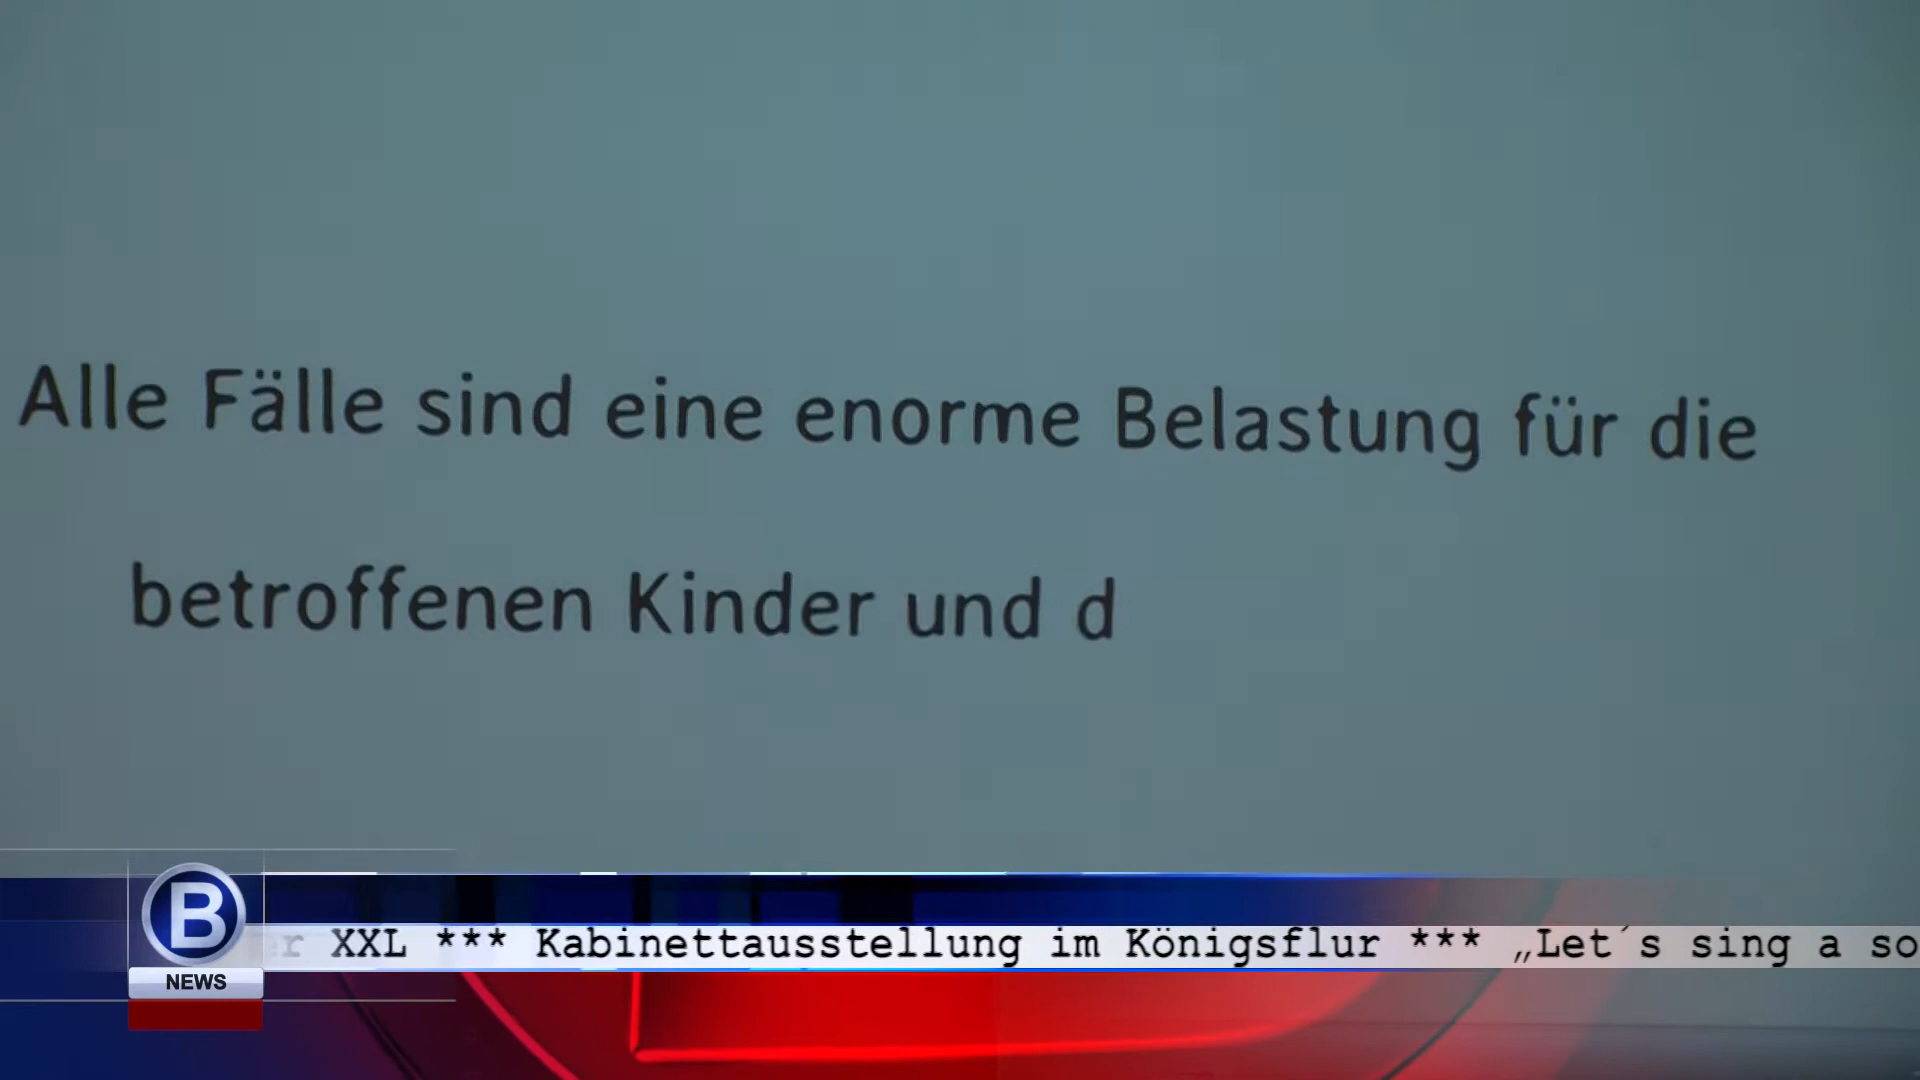 Alle Fälle sind eine enorme Belastung für die
betroffenen Kinder und d
B
XXL *** Kabinettausstellung im Königsflur *** „Let´s sing a so
NEWS